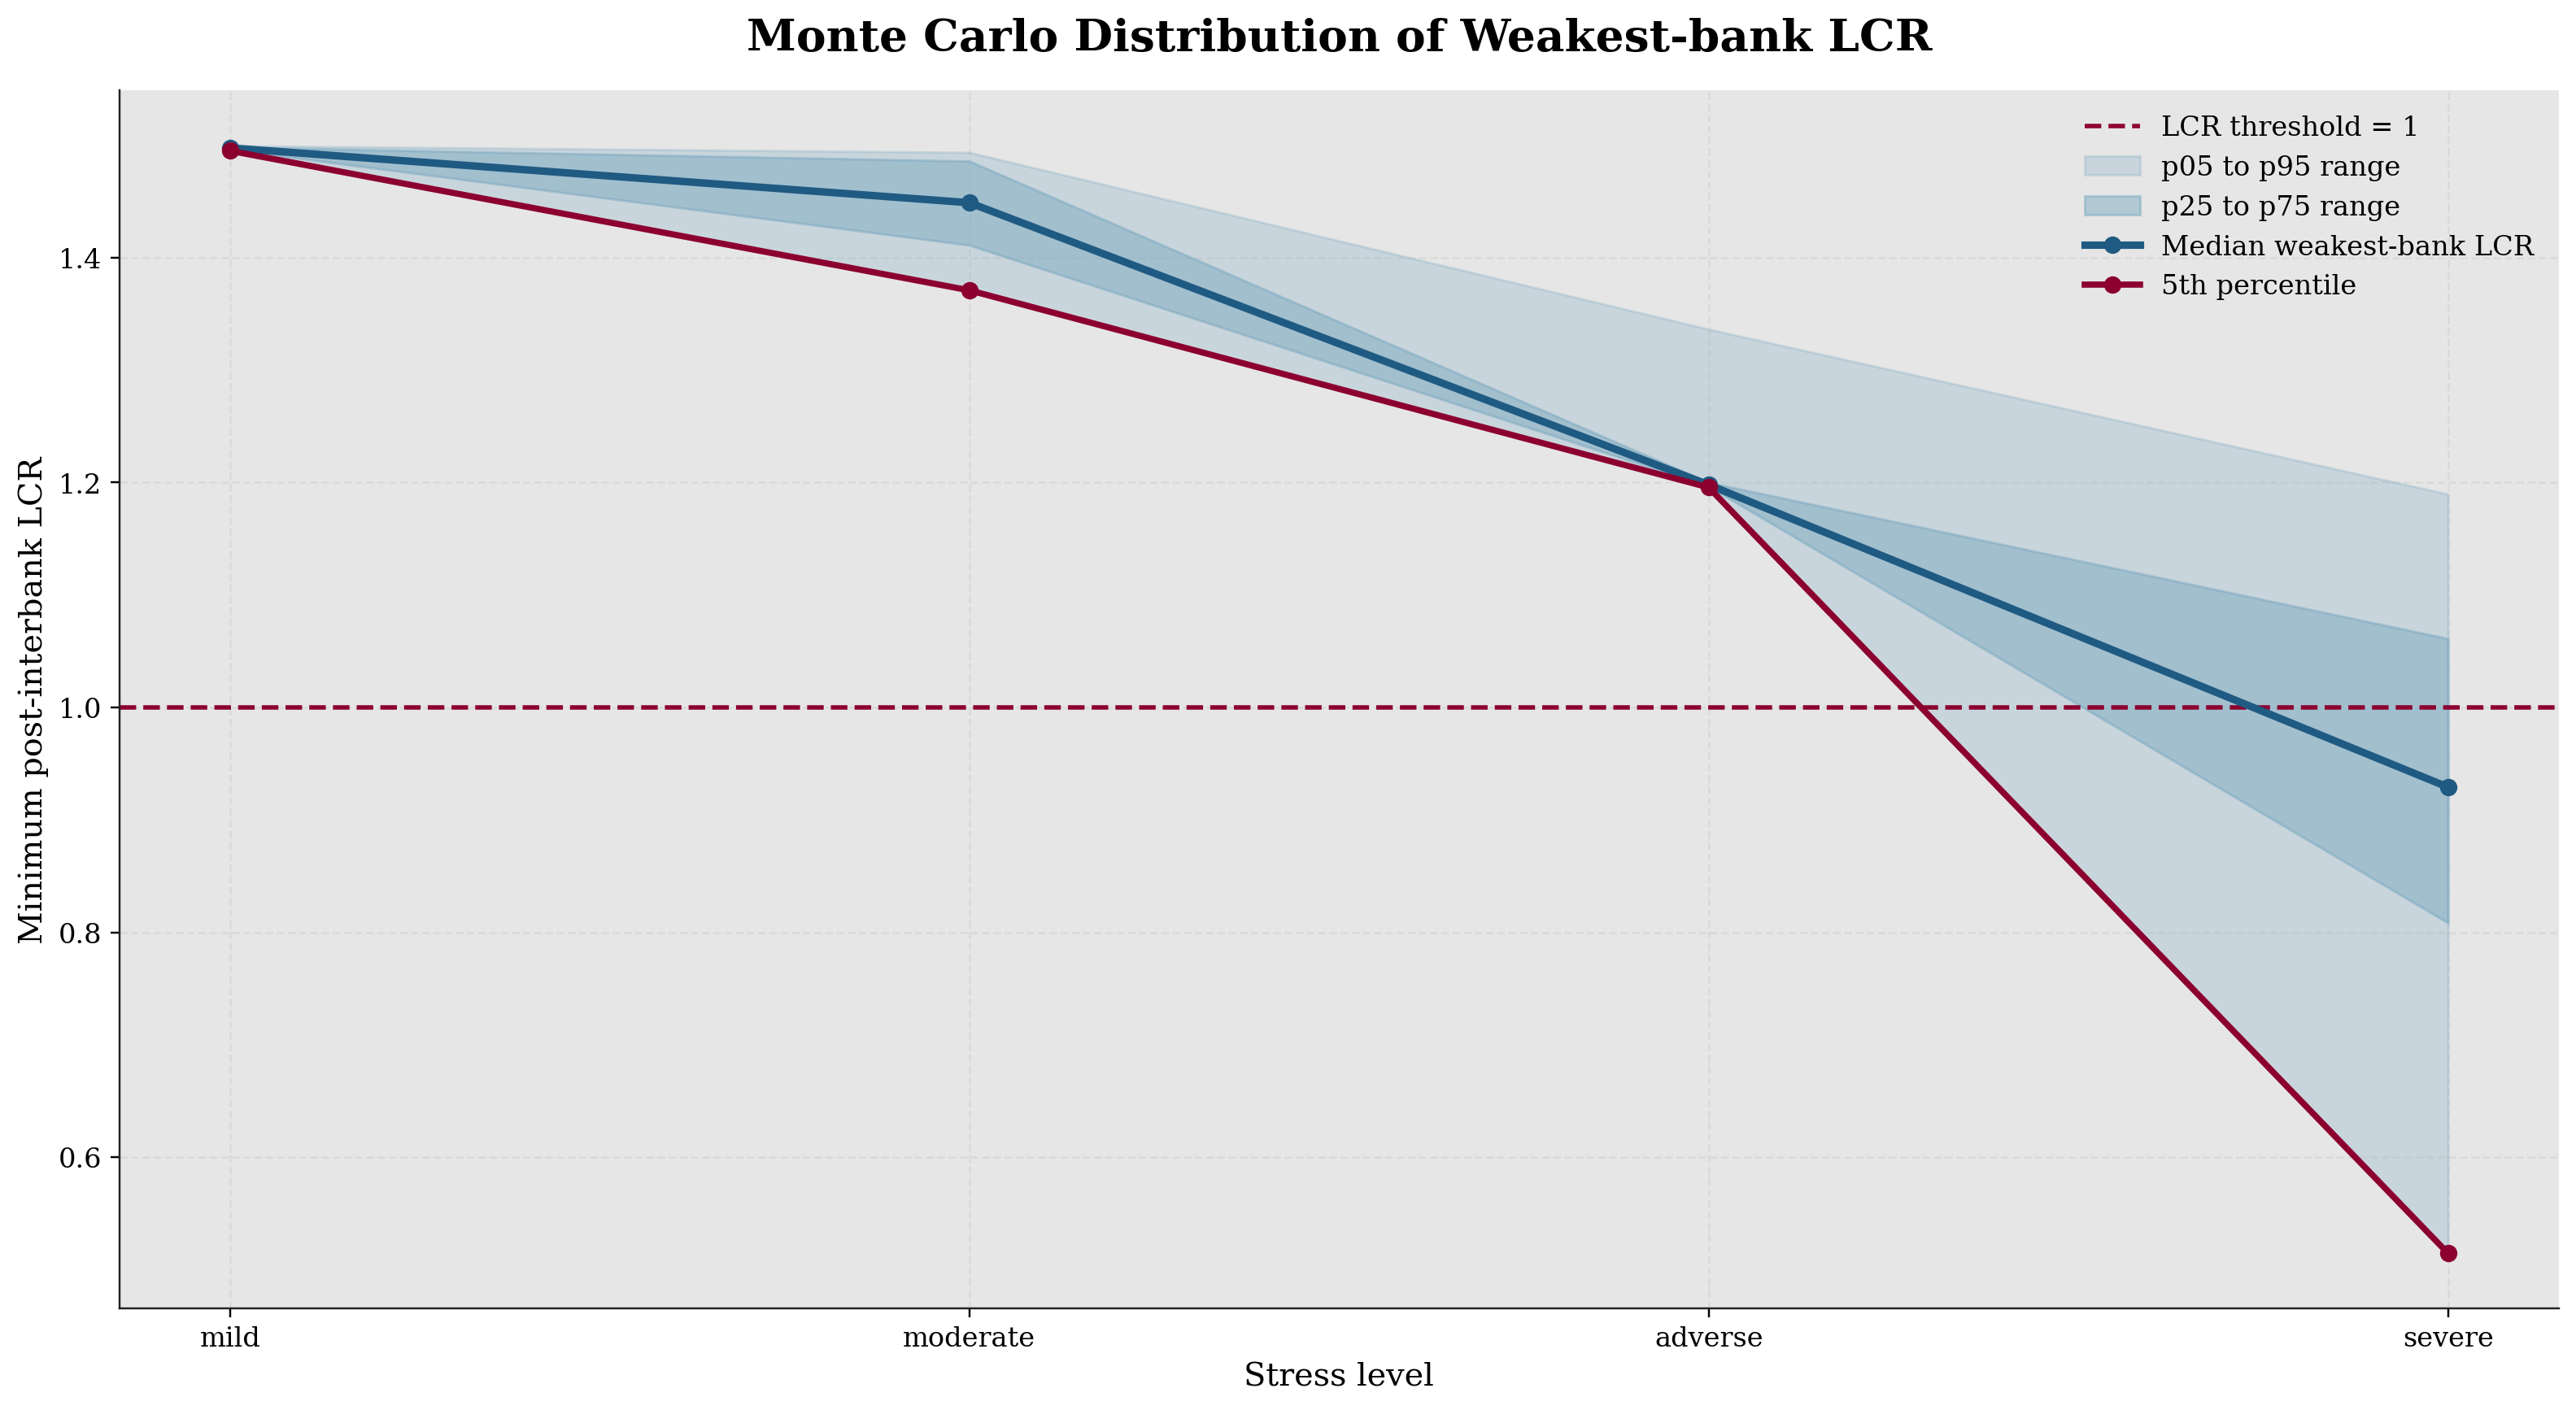 Monte Carlo Distribution of Weakest-bank LCR
LCR threshold = 1
p05 to p95 range
p25 to p75 range
Median weakest-bank LCR
5th percentile
Minimum post-interbank LCR
1.4
1.2
1.0
0.8
0.6
mild
moderate
adverse
severe
Stress level